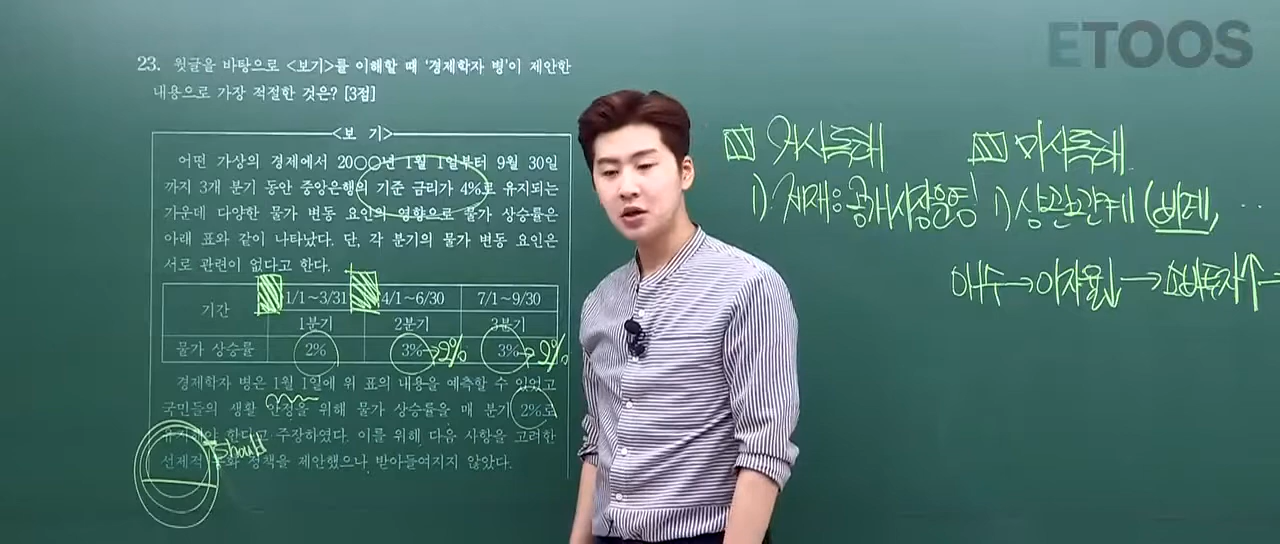 ETOOS
23. 윗글을 바탕으로 <보기>를 이해할 때 '경제학자 병'이 제안한
내용으로 가장 적절한 것은? [3점]
<보 기>
어떤 가상의 경제에서 20○○년 1월 1일부터 9월 30일
까지 3개 분기 동안 중앙은행의 기준 금리가 4%로 유지되는
가운데 다양한 물가 변동 요인의 영향으로 물가 상승률은
아래 표와 같이 나타났다. 단, 각 분기의 물가 변동 요인은
서로 관련이 없다고 한다.
기간 1/1~3/31 4/1~6/30 7/1~9/30
1분기 2분기 3분기
물가 상승률 2% 3% →2% 3% →2%
경제학자 병은 1월 1일에 위 표의 내용을 예측할 수 있었고
국민들의 생활 안정을 위해 물가 상승률을 매 분기 2%로
유지해야 한다고 주장하였다. 이를 위해 다음 사항을 고려한
선제적 통화 정책을 제안했으나 받아들여지지 않았다.
should
거시독해
1) 제재: 공개시장운영
미시독해
1) 상관관계 (비례, ...
매수→이자율↓→소비투자↑→